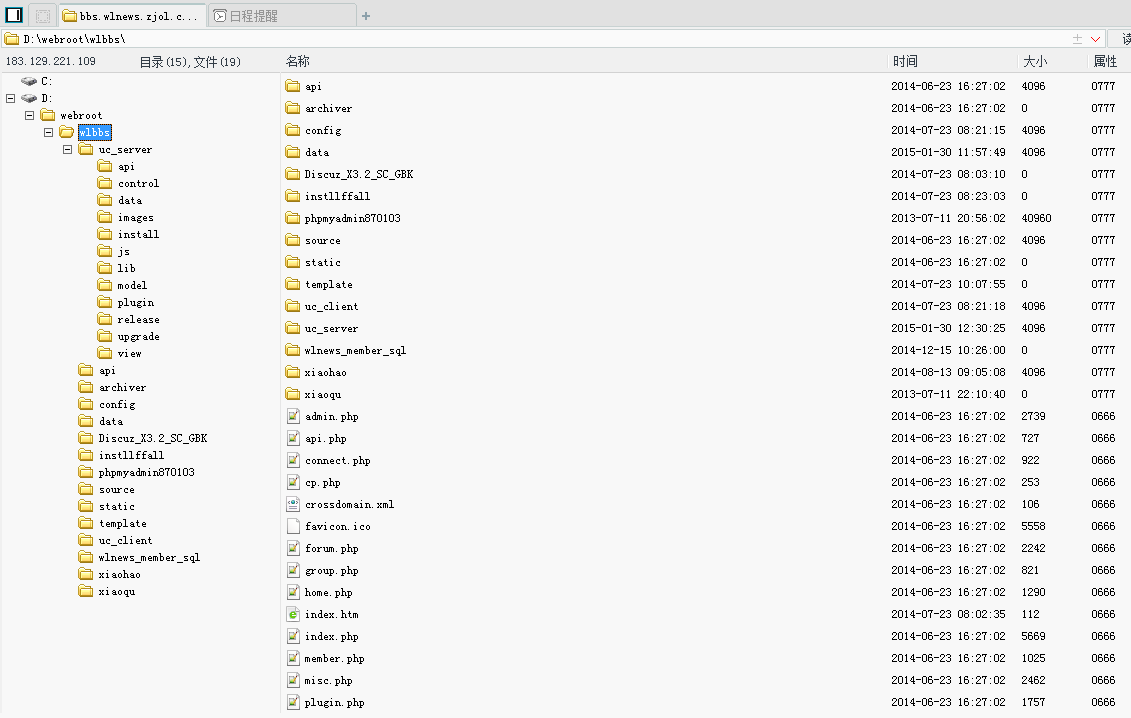 bbs.wlnews.zjol.c... 日程提醒 +
D:\webroot\wlbbs\ 读
183.129.221.109 目录(15),文件(19) 名称 时间 大小 属性
C:
D:
webroot
wlbbs
uc_server
api
control
data
images
install
js
lib
model
plugin
release
upgrade
view
api
archiver
config
data
Discuz_X3.2_SC_GBK
instllffall
phpmyadmin870103
source
static
template
uc_client
wlnews_member_sql
xiaohao
xiaoqu
api 2014-06-23 16:27:02 4096 0777
archiver 2014-06-23 16:27:02 0 0777
config 2014-07-23 08:21:15 4096 0777
data 2015-01-30 11:57:49 4096 0777
Discuz_X3.2_SC_GBK 2014-07-23 08:03:10 0 0777
instllffall 2014-07-23 08:23:03 0 0777
phpmyadmin870103 2013-07-11 20:56:02 40960 0777
source 2014-06-23 16:27:02 4096 0777
static 2014-06-23 16:27:02 0 0777
template 2014-07-23 10:07:55 0 0777
uc_client 2014-07-23 08:21:18 4096 0777
uc_server 2015-01-30 12:30:25 4096 0777
wlnews_member_sql 2014-12-15 10:26:00 0 0777
xiaohao 2014-08-13 09:05:08 4096 0777
xiaoqu 2013-07-11 22:10:40 0 0777
admin.php 2014-06-23 16:27:02 2739 0666
api.php 2014-06-23 16:27:02 727 0666
connect.php 2014-06-23 16:27:02 922 0666
cp.php 2014-06-23 16:27:02 253 0666
crossdomain.xml 2014-06-23 16:27:02 106 0666
favicon.ico 2014-06-23 16:27:02 5558 0666
forum.php 2014-06-23 16:27:02 2242 0666
group.php 2014-06-23 16:27:02 821 0666
home.php 2014-06-23 16:27:02 1290 0666
index.htm 2014-07-23 08:02:35 112 0666
index.php 2014-06-23 16:27:02 5669 0666
member.php 2014-06-23 16:27:02 1025 0666
misc.php 2014-06-23 16:27:02 2462 0666
plugin.php 2014-06-23 16:27:02 1757 0666